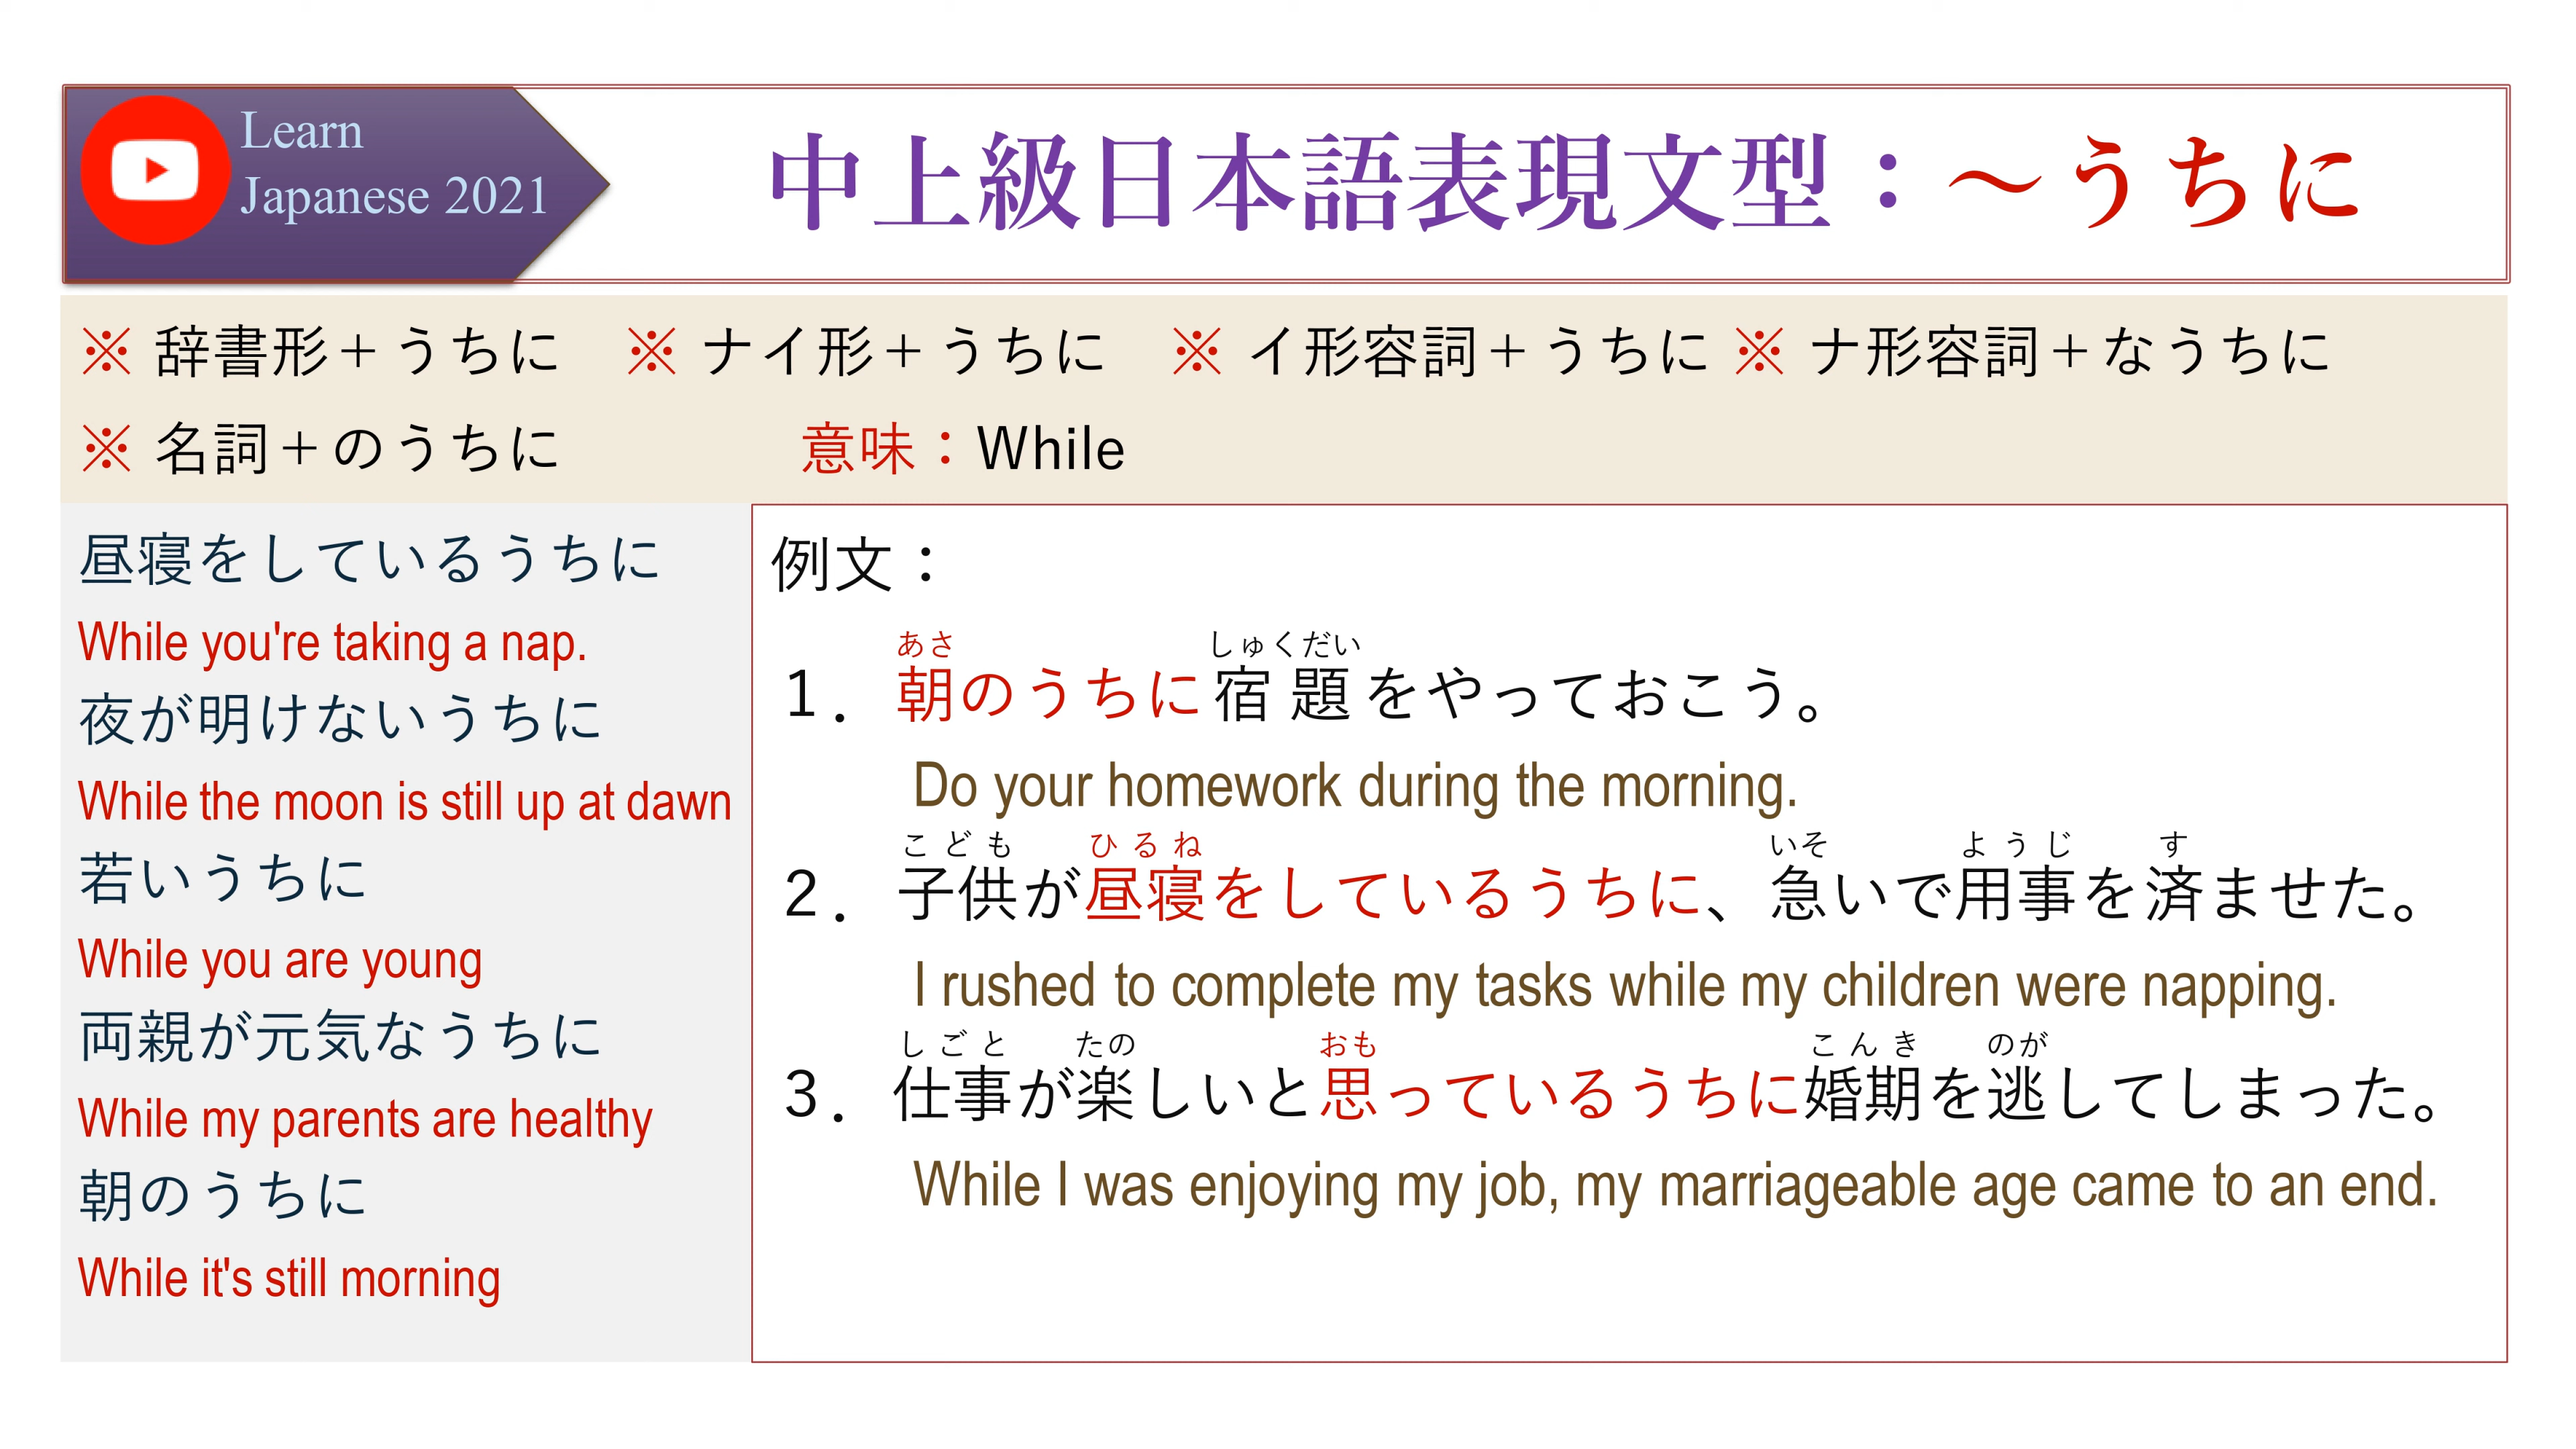 Learn
Japanese 2021
中上級日本語表現文型：～うちに
※ 辞書形＋うちに ※ ナイ形＋うちに ※ イ形容詞＋うちに ※ ナ形容詞＋なうちに
※ 名詞＋のうちに 意味：While
昼寝をしているうちに
While you're taking a nap.
夜が明けないうちに
While the moon is still up at dawn
若いうちに
While you are young
両親が元気なうちに
While my parents are healthy
朝のうちに
While it's still morning
例文：
あさ しゅくだい
1． 朝のうちに宿題をやっておこう。
Do your homework during the morning.
こども ひるね いそ ようじ す
2． 子供が昼寝をしているうちに、急いで用事を済ませた。
I rushed to complete my tasks while my children were napping.
しごと たの おも こんき のが
3． 仕事が楽しいと思っているうちに婚期を逃してしまった。
While I was enjoying my job, my marriageable age came to an end.